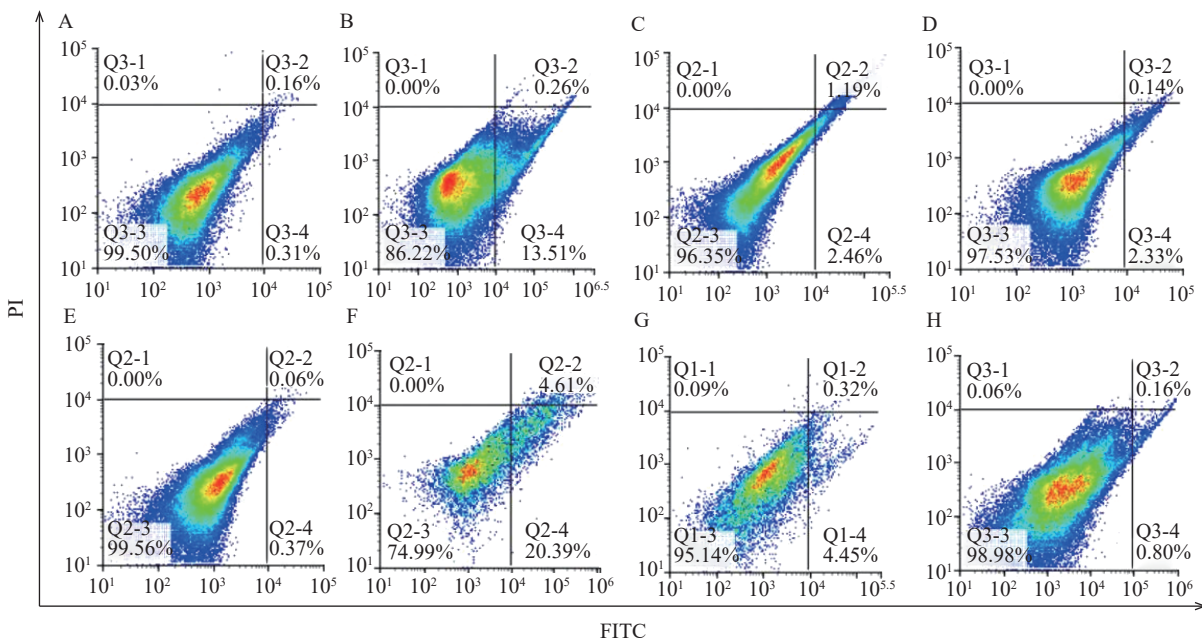 A
10⁵
Q3-1
0.03%
Q3-2
0.16%
10⁴
10³
10²
Q3-3
99.50%
Q3-4
0.31%
10¹
10¹ 10² 10³ 10⁴ 10⁵
B
10⁵
Q3-1
0.00%
Q3-2
0.26%
10⁴
10³
10²
Q3-3
86.22%
Q3-4
13.51%
10¹
10¹ 10² 10³ 10⁴ 10⁶·⁵
C
10⁵
Q2-1
0.00%
Q2-2
1.19%
10⁴
10³
10²
Q2-3
96.35%
Q2-4
2.46%
10¹
10¹ 10² 10³ 10⁴ 10⁵·⁵
D
10⁵
Q3-1
0.00%
Q3-2
0.14%
10⁴
10³
10²
Q3-3
97.53%
Q3-4
2.33%
10¹
10¹ 10² 10³ 10⁴ 10⁵
PI
E
10⁵
Q2-1
0.00%
Q2-2
0.06%
10⁴
10³
10²
Q2-3
99.56%
Q2-4
0.37%
10¹
10¹ 10² 10³ 10⁴ 10⁵
F
10⁵
Q2-1
0.00%
Q2-2
4.61%
10⁴
10³
10²
Q2-3
74.99%
Q2-4
20.39%
10¹
10¹ 10² 10³ 10⁴ 10⁵ 10⁶
G
10⁵
Q1-1
0.09%
Q1-2
0.32%
10⁴
10³
10²
Q1-3
95.14%
Q1-4
4.45%
10¹
10¹ 10² 10³ 10⁴ 10⁵·⁵
H
10⁵
Q3-1
0.06%
Q3-2
0.16%
10⁴
10³
10²
Q3-3
98.98%
Q3-4
0.80%
10¹
10¹ 10² 10³ 10⁴ 10⁵ 10⁶
FITC